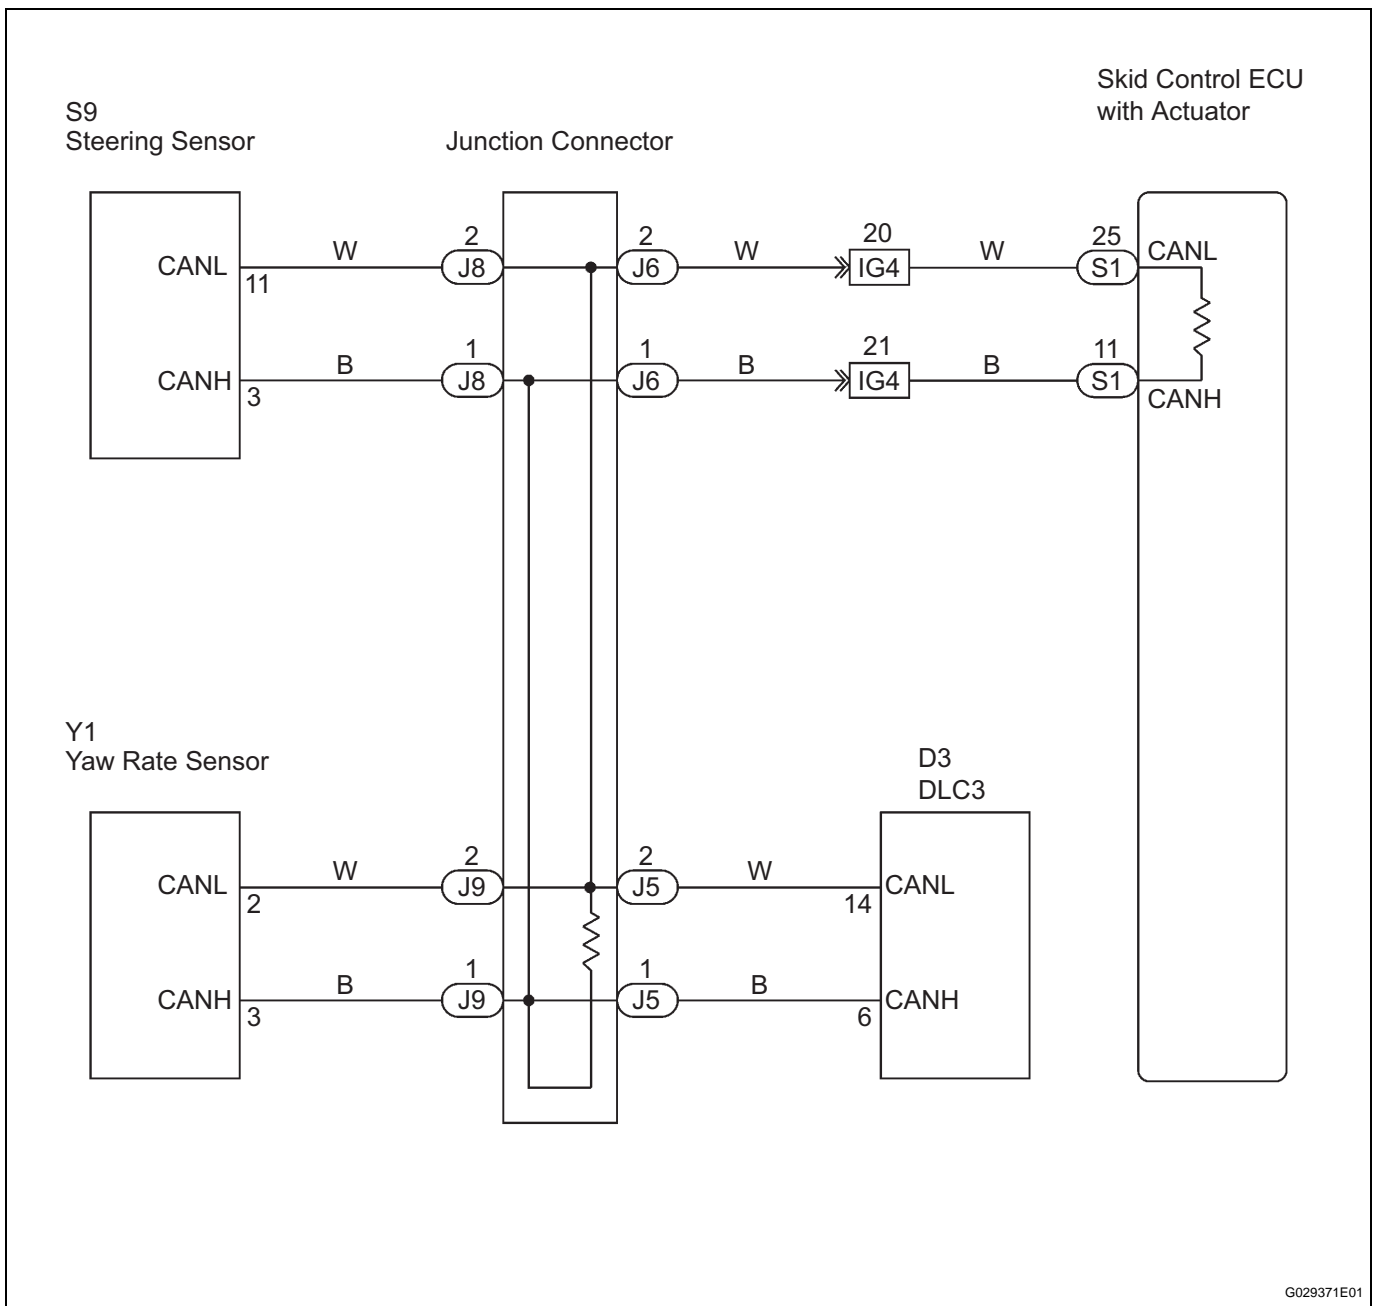 Skid Control ECU
with Actuator
S9
Steering Sensor
Junction Connector
CANL
11
W
2
J8
2
J6
W
20
IG4
W
25
S1
CANL
CANH
3
B
1
J8
1
J6
B
21
IG4
B
11
S1
CANH
Y1
Yaw Rate Sensor
D3
DLC3
CANL
2
W
2
J9
2
J5
W
14
CANL
CANH
3
B
1
J9
1
J5
B
6
CANH
G029371E01